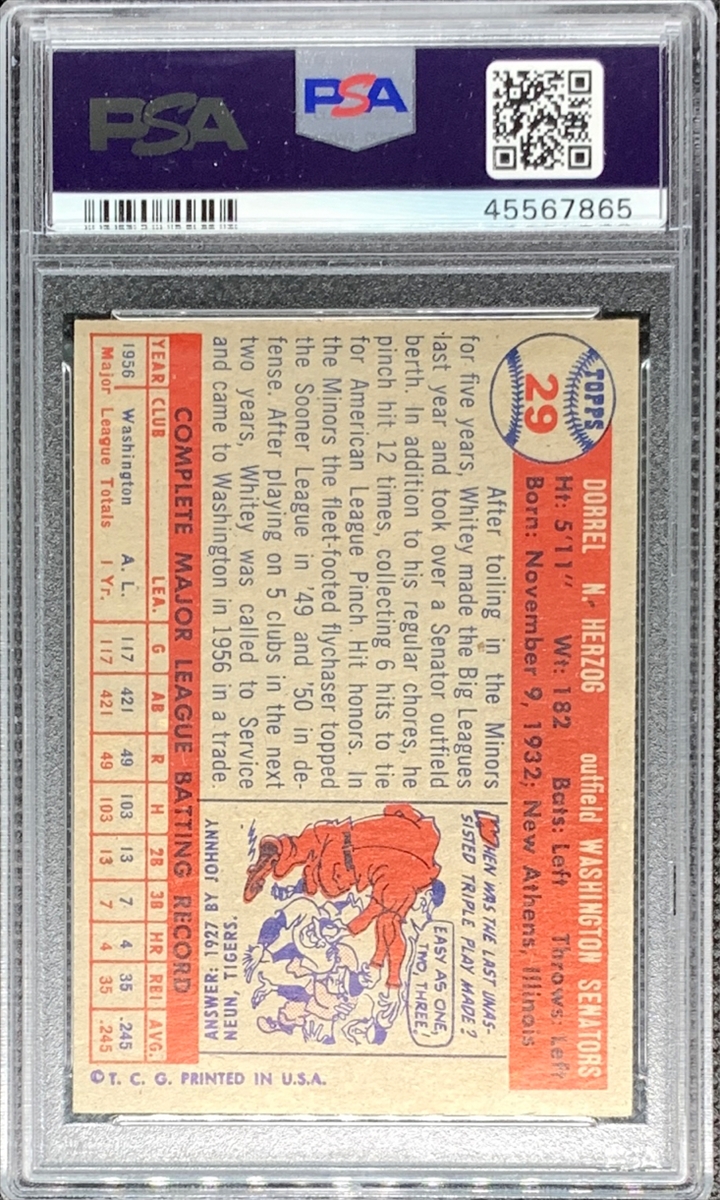 PSA
PSA
45567865
TOPPS
29
DORREL N. HERZOG outfield WASHINGTON SENATORS
Ht: 5'11" Wt: 182 Bats: Left Throws: Left
Born: November 9, 1932; New Athens, Illinois
After toiling in the Minors
for five years, Whitey made the Big Leagues
last year and took over a Senator outfield
berth. In addition to his regular chores, he
pinch hit 12 times, collecting 6 hits to tie
for American League Pinch Hit honors. In
the Minors the fleet-footed flychaser topped
the Sooner League in '49 and '50 in de-
fense. After playing on 5 clubs in the next
two years, Whitey was called to Service
and came to Washington in 1956 in a trade.
WHEN WAS THE LAST UNAS-
SISTED TRIPLE PLAY MADE?
EASY AS ONE,
TWO, THREE!
ANSWER: 1927 BY JOHNNY
NEUN, TIGERS.
COMPLETE MAJOR LEAGUE BATTING RECORD
YEAR CLUB LEA. G AB R H 2B 3B HR RBI AVG.
1956 Washington A. L. 117 421 49 103 13 7 4 35 .245
Major League Totals 1 Yr. 117 421 49 103 13 7 4 35 .245
© T. C. G. PRINTED IN U.S.A.
PSA